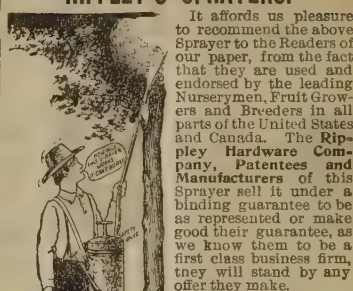 It affords us pleasure
to recommend the above
Sprayer to the Readers of
our paper, from the fact
that they are used and
endorsed by the leading
Nurserymen, Fruit Grow-
ers and Breeders in all
parts of the United States
and Canada. The Rip-
pley Hardware Com-
pany, Patentees and
Manufacturers of this
Sprayer sell it under a
binding guarantee to be
as represented or make
good their guarantee, as
we know them to be a
first class business firm,
tney will stand by any
offer they make.
SAFETY
VALVE